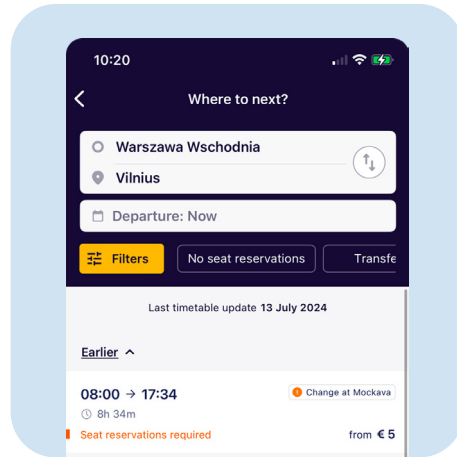 10:20
Where to next?
Warszawa Wschodnia
Vilnius
Departure: Now
Filters
No seat reservations
Transfe
Last timetable update 13 July 2024
Earlier
08:00 → 17:34
Change at Mockava
8h 34m
Seat reservations required
from € 5